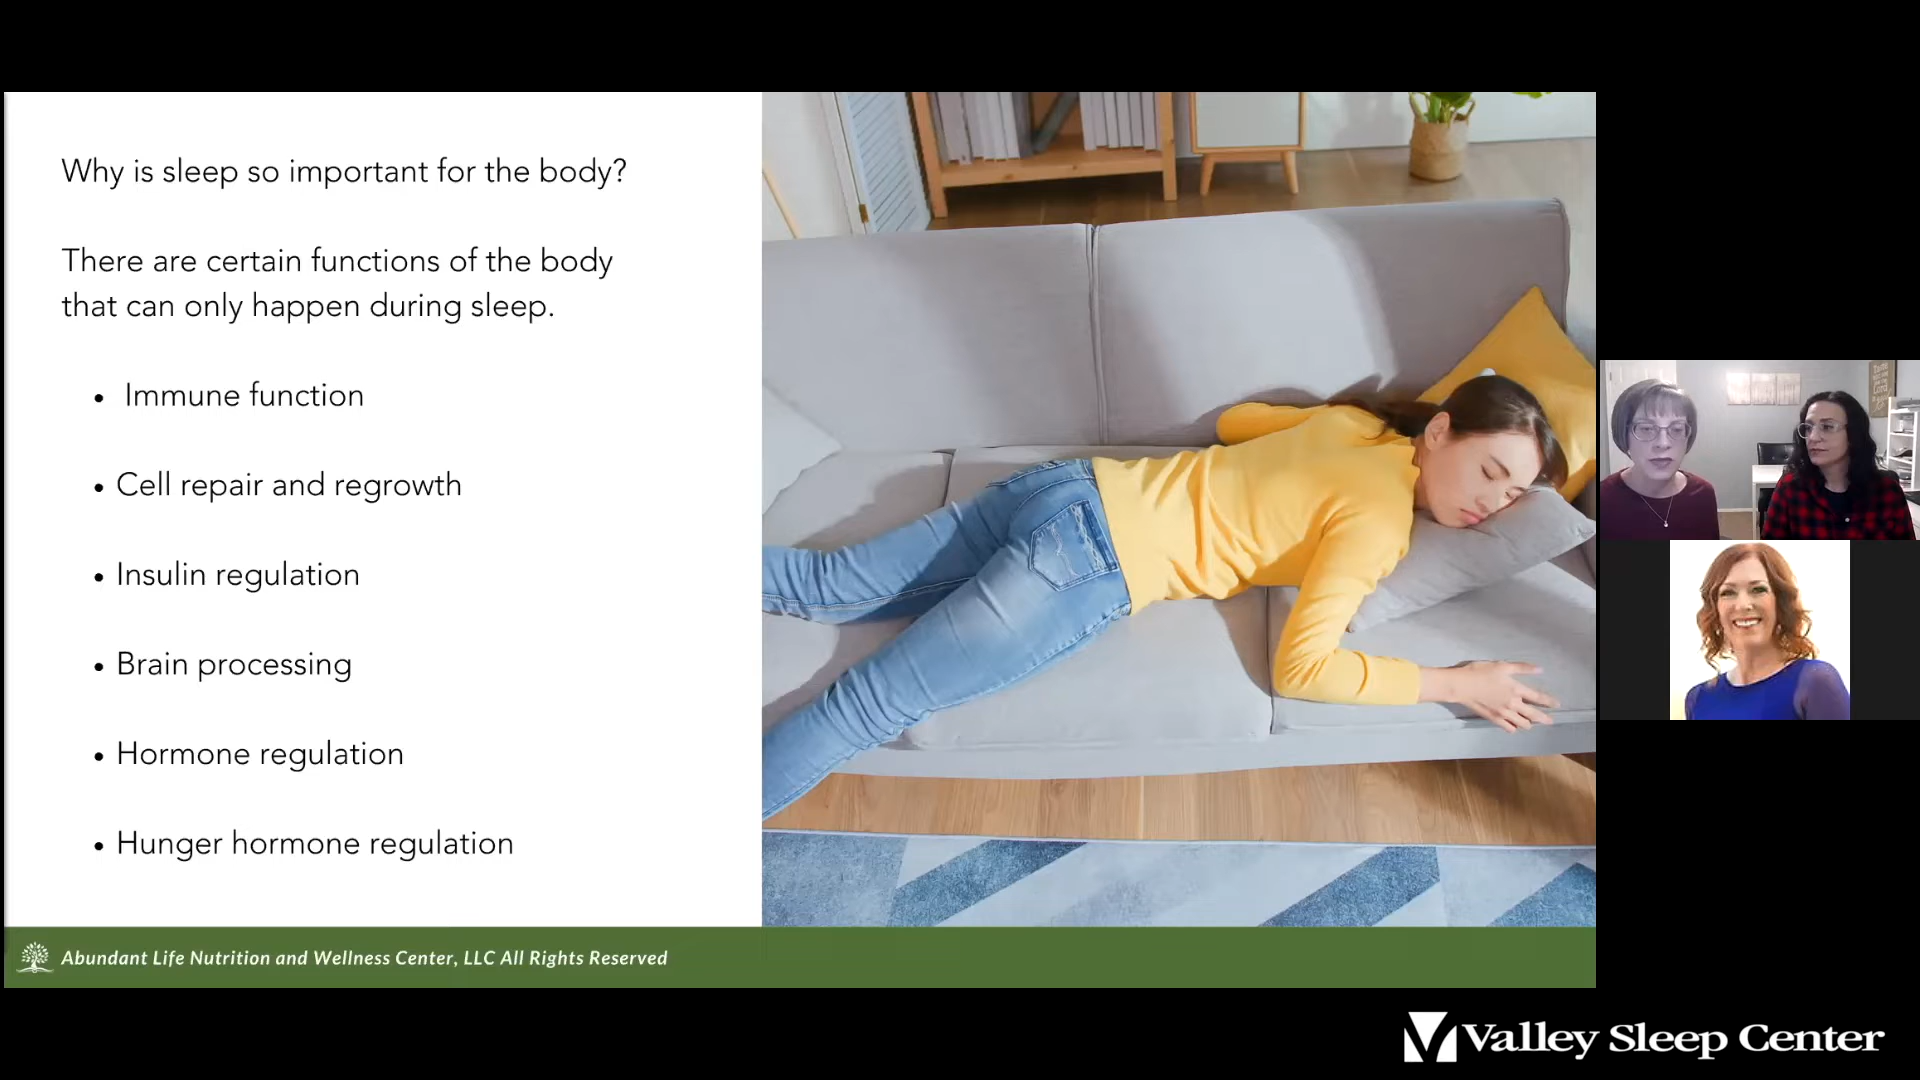 Why is sleep so important for the body?
There are certain functions of the body
that can only happen during sleep.
• Immune function
• Cell repair and regrowth
• Insulin regulation
• Brain processing
• Hormone regulation
• Hunger hormone regulation
Abundant Life Nutrition and Wellness Center, LLC All Rights Reserved
Valley Sleep Center